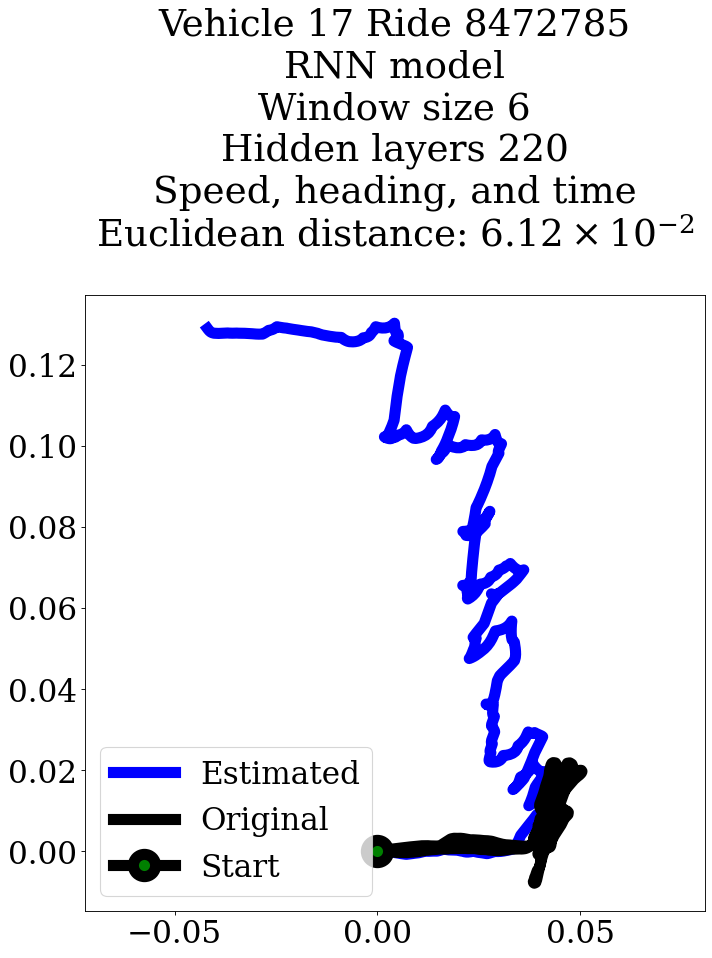 Vehicle 17 Ride 8472785
RNN model
Window size 6
Hidden layers 220
Speed, heading, and time
Euclidean distance: 6.12 × 10⁻²
0.12
0.10
0.08
0.06
0.04
0.02
0.00
Estimated
Original
Start
−0.05 0.00 0.05